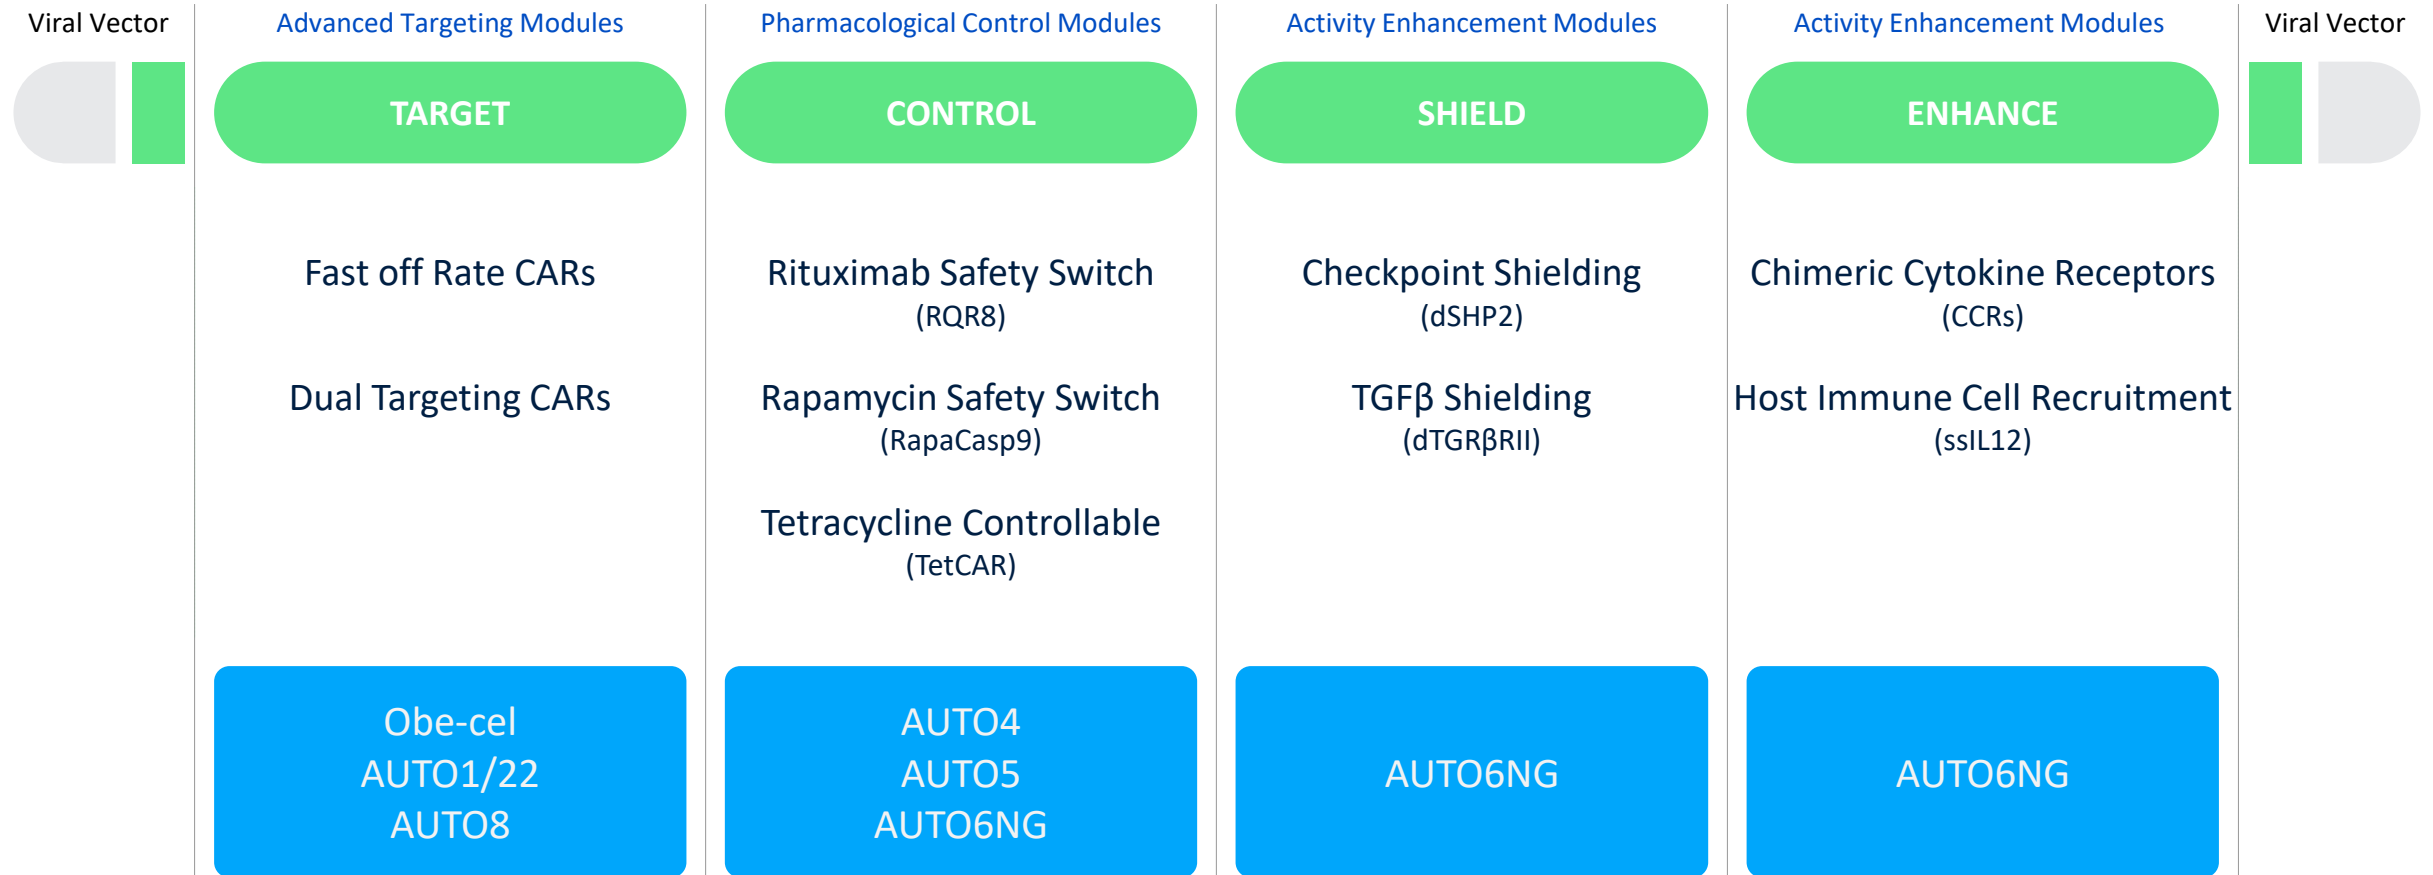 Viral Vector
Advanced Targeting Modules
Pharmacological Control Modules
Activity Enhancement Modules
Activity Enhancement Modules
Viral Vector
TARGET
CONTROL
SHIELD
ENHANCE
Fast off Rate CARs
Dual Targeting CARs
Rituximab Safety Switch
(RQR8)
Rapamycin Safety Switch
(RapaCasp9)
Tetracycline Controllable
(TetCAR)
Checkpoint Shielding
(dSHP2)
TGFβ Shielding
(dTGRβRII)
Chimeric Cytokine Receptors
(CCRs)
Host Immune Cell Recruitment
(ssIL12)
Obe-cel
AUTO1/22
AUTO8
AUTO4
AUTO5
AUTO6NG
AUTO6NG
AUTO6NG